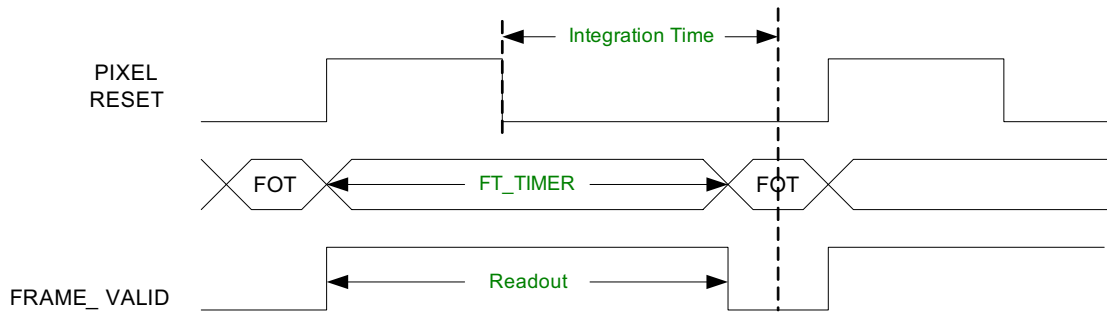 Integration Time
PIXEL
RESET
FOT
FT_TIMER
FOT
Readout
FRAME_ VALID